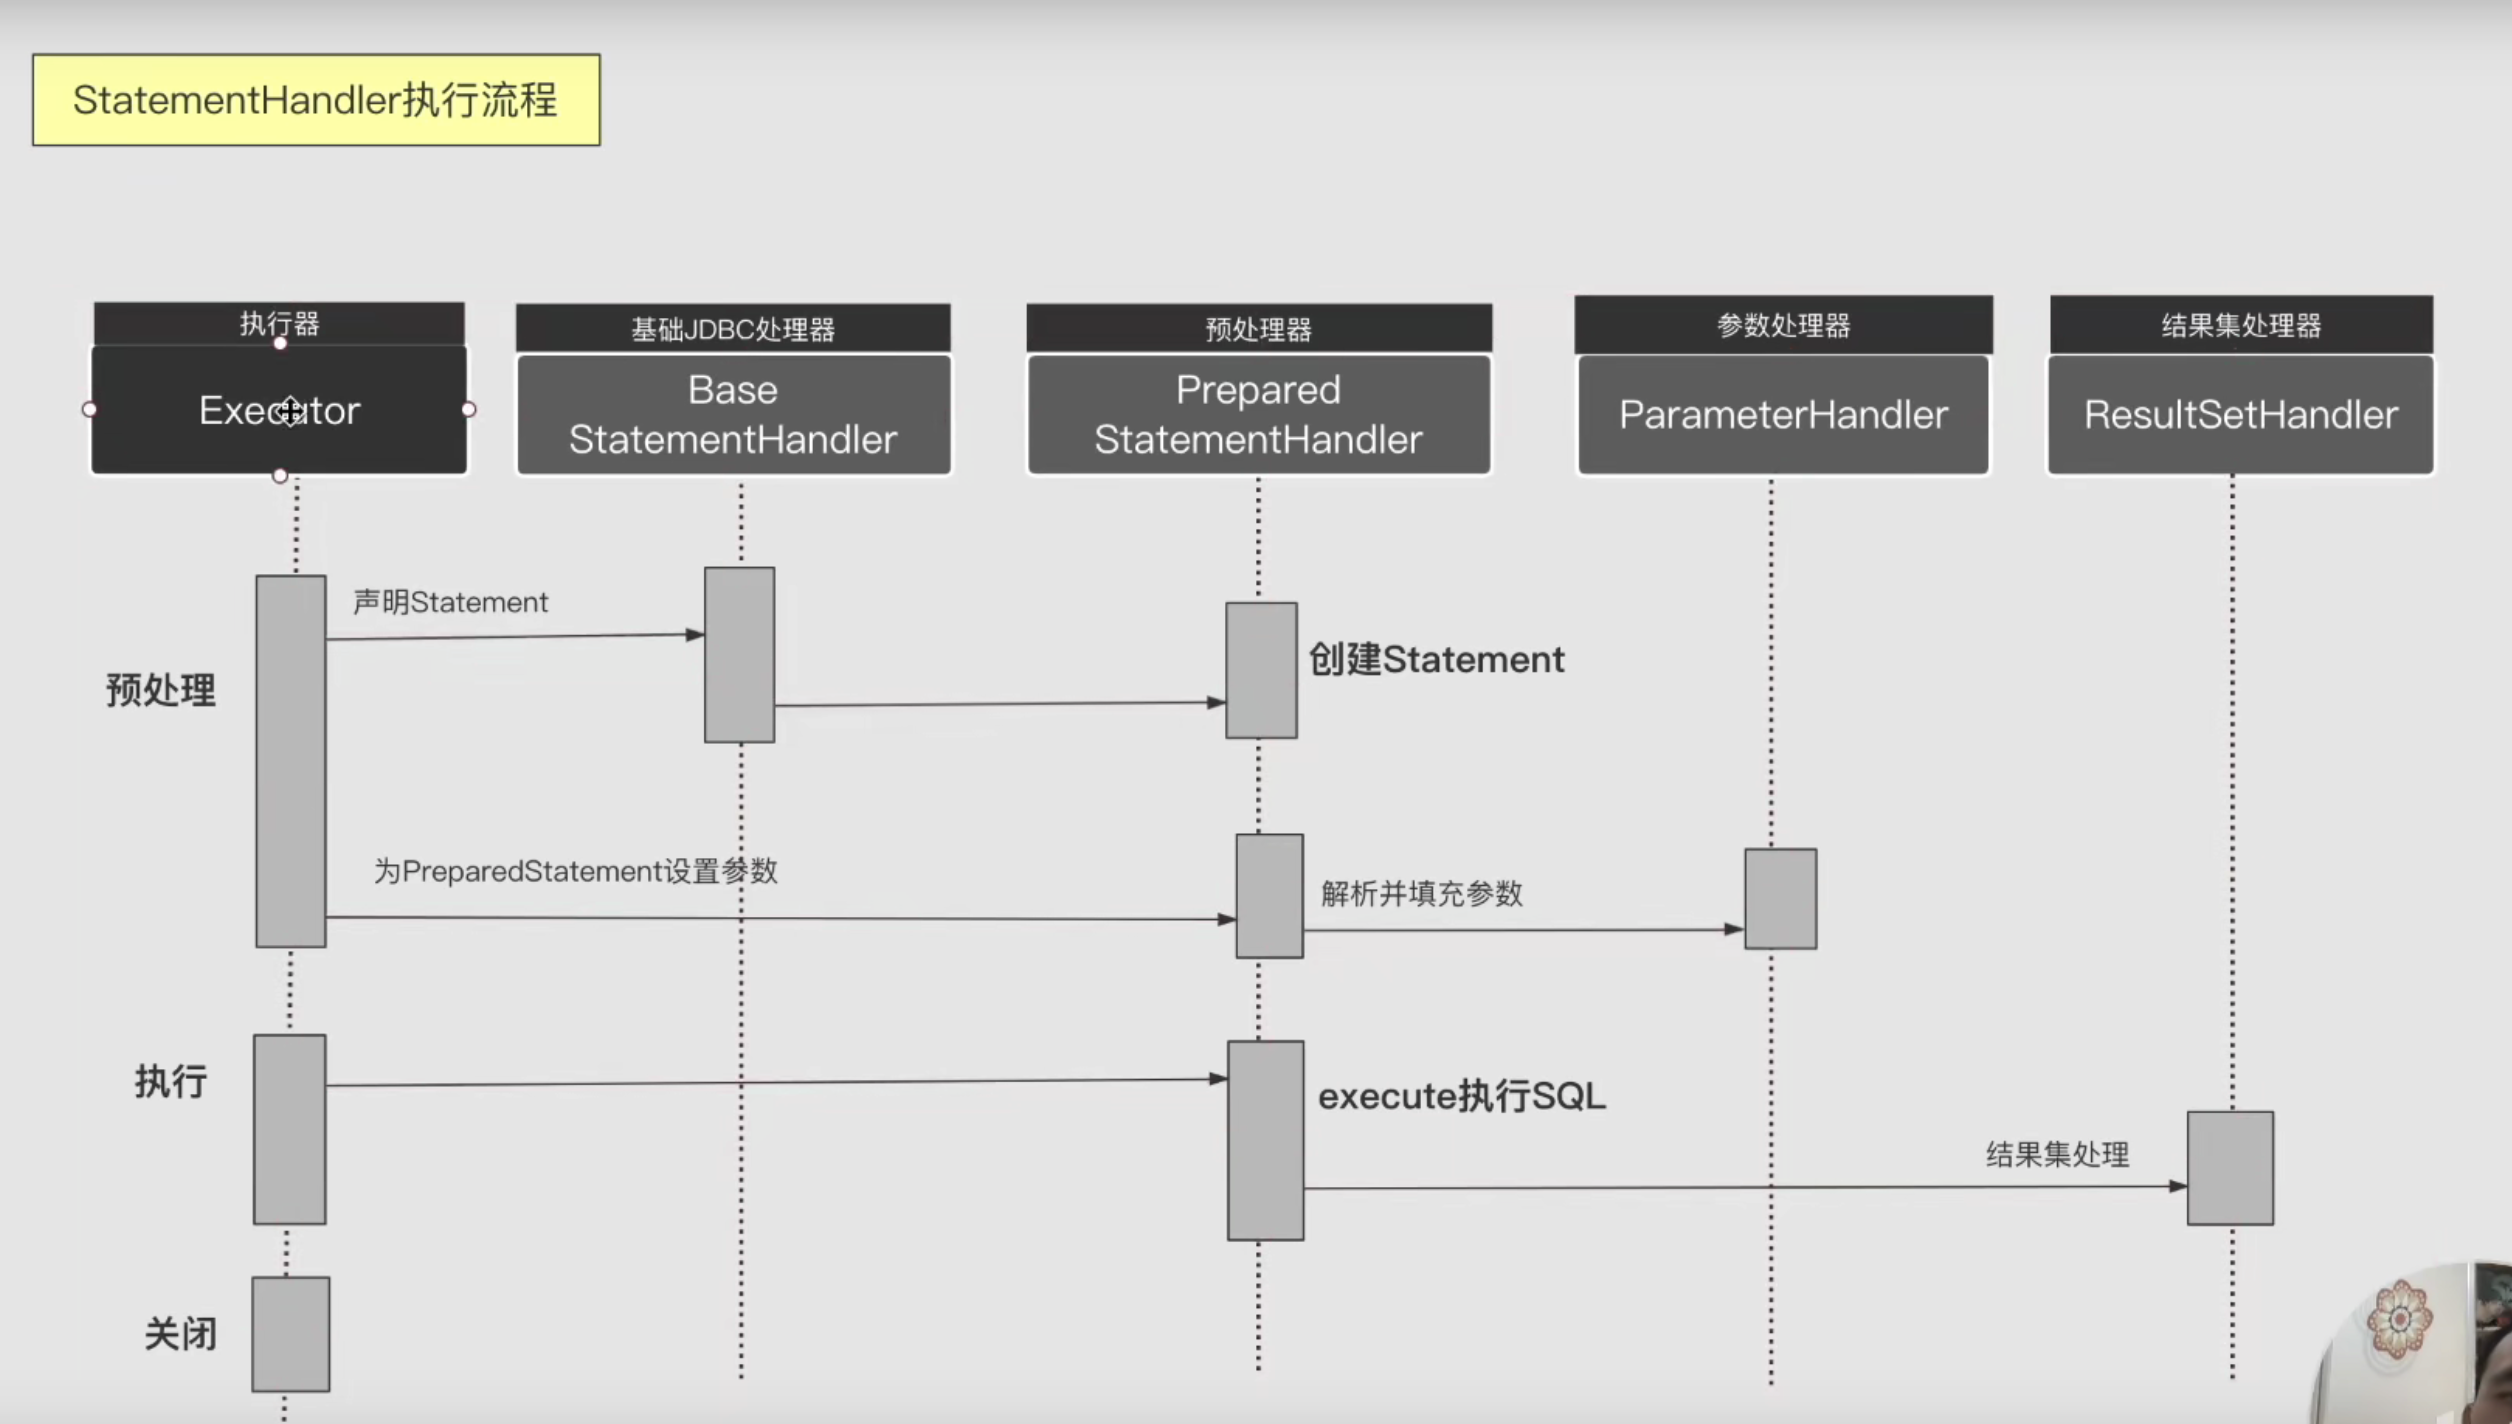 StatementHandler执行流程
执行器
Executor
基础JDBC处理器
Base
StatementHandler
预处理器
Prepared
StatementHandler
参数处理器
ParameterHandler
结果集处理器
ResultSetHandler
声明Statement
创建Statement
预处理
为PreparedStatement设置参数
解析并填充参数
执行
execute执行SQL
结果集处理
关闭